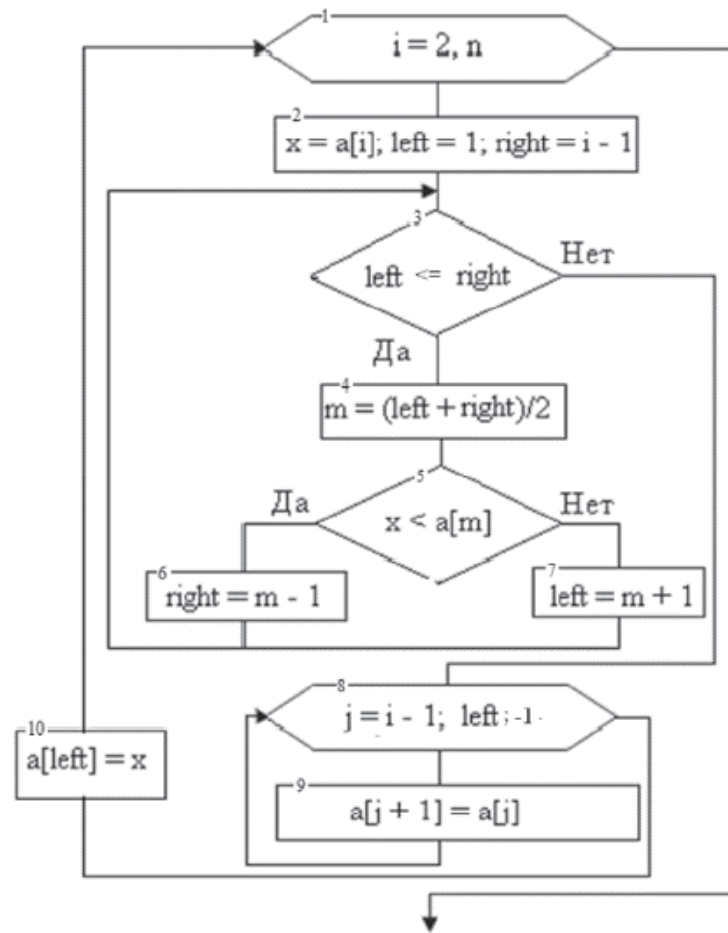 1
i = 2, n
2
x = a[i]; left = 1; right = i - 1
3
Нет
left <= right
Да
4
m = (left + right)/2
5
Да
Нет
x < a[m]
6
right = m - 1
7
left = m + 1
8
j = i - 1; left; -1
10
a[left] = x
9
a[j + 1] = a[j]